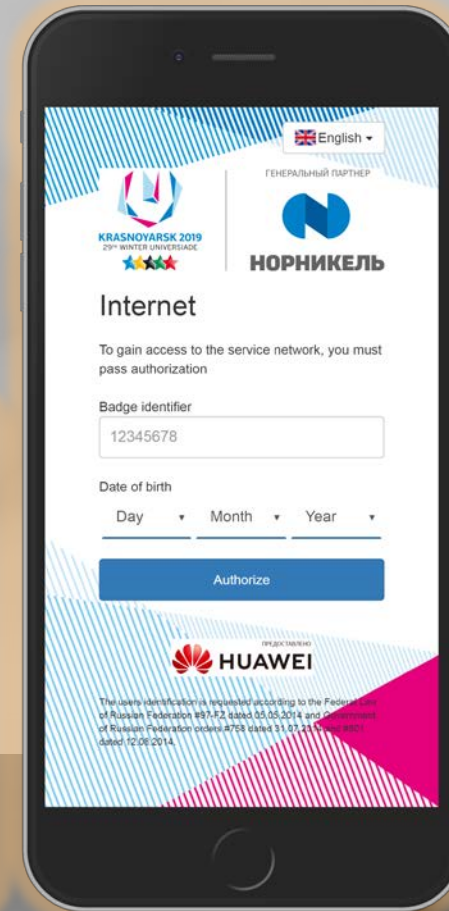 English
KRASNOYARSK 2019
29TH WINTER UNIVERSIADE
ГЕНЕРАЛЬНЫЙ ПАРТНЕР
НОРНИКЕЛЬ
Internet
To gain access to the service network, you must
pass authorization
Badge identifier
12345678
Date of birth
Day Month Year
Authorize
ПРЕДОСТАВЛЕНО
HUAWEI
The users identification is requested according to the Federal Law
of Russian Federation #97-FZ dated 05.05.2014 and Government
of Russian Federation orders #758 dated 31.07.2014 and #801
dated 12.08.2014.